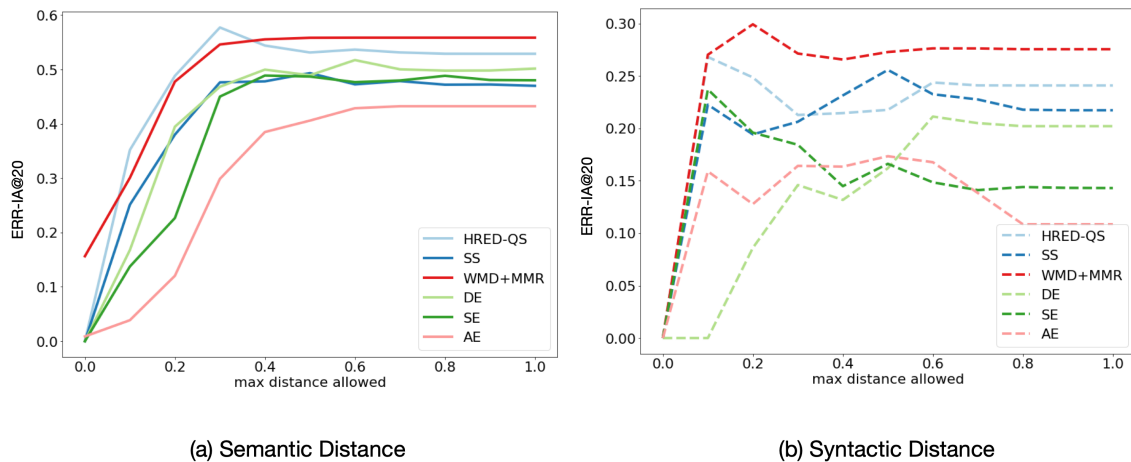 0.6
0.5
0.4
0.3
0.2
0.1
0.0
ERR-IA@20
0.0 0.2 0.4 0.6 0.8 1.0
max distance allowed
HRED-QS
SS
WMD+MMR
DE
SE
AE
(a) Semantic Distance
0.30
0.25
0.20
0.15
0.10
0.05
0.00
ERR-IA@20
0.0 0.2 0.4 0.6 0.8 1.0
max distance allowed
HRED-QS
SS
WMD+MMR
DE
SE
AE
(b) Syntactic Distance